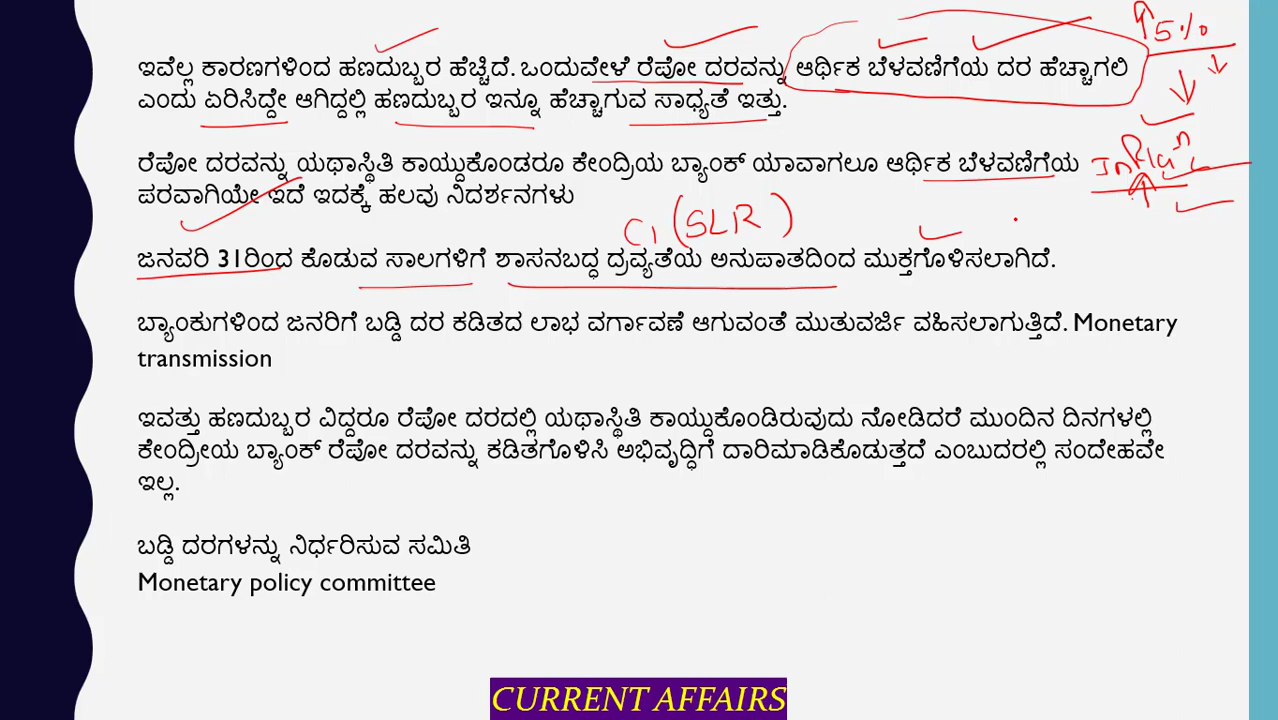 ಇವೆಲ್ಲ ಕಾರಣಗಳಿಂದ ಹಣದುಬ್ಬರ ಹೆಚ್ಚಿದೆ. ಒಂದುವೇಳೆ ರೆಪೋ ದರವನ್ನು ಆರ್ಥಿಕ ಬೆಳವಣಿಗೆಯ ದರ ಹೆಚ್ಚಾಗಲಿ
↑5%
ಎಂದು ಏರಿಸಿದ್ದೇ ಆಗಿದ್ದಲ್ಲಿ ಹಣದುಬ್ಬರ ಇನ್ನೂ ಹೆಚ್ಚಾಗುವ ಸಾಧ್ಯತೆ ಇತ್ತು.
ರೆಪೋ ದರವನ್ನು ಯಥಾಸ್ಥಿತಿ ಕಾಯ್ದುಕೊಂಡರೂ ಕೇಂದ್ರಿಯ ಬ್ಯಾಂಕ್ ಯಾವಾಗಲೂ ಆರ್ಥಿಕ ಬೆಳವಣಿಗೆಯ
ಪರವಾಗಿಯೇ ಇದೆ ಇದಕ್ಕೆ ಹಲವು ನಿದರ್ಶನಗಳು
(SLR)
ಜನವರಿ 31ರಿಂದ ಕೊಡುವ ಸಾಲಗಳಿಗೆ ಶಾಸನಬದ್ಧ ದ್ರವ್ಯತೆಯ ಅನುಪಾತದಿಂದ ಮುಕ್ತಗೊಳಿಸಲಾಗಿದೆ.
ಬ್ಯಾಂಕುಗಳಿಂದ ಜನರಿಗೆ ಬಡ್ಡಿ ದರ ಕಡಿತದ ಲಾಭ ವರ್ಗಾವಣೆ ಆಗುವಂತೆ ಮುತುವರ್ಜಿ ವಹಿಸಲಾಗುತ್ತಿದೆ. Monetary
transmission
ಇವತ್ತು ಹಣದುಬ್ಬರ ವಿದ್ದರೂ ರೆಪೋ ದರದಲ್ಲಿ ಯಥಾಸ್ಥಿತಿ ಕಾಯ್ದುಕೊಂಡಿರುವುದು ನೋಡಿದರೆ ಮುಂದಿನ ದಿನಗಳಲ್ಲಿ
ಕೇಂದ್ರೀಯ ಬ್ಯಾಂಕ್ ರೆಪೋ ದರವನ್ನು ಕಡಿತಗೊಳಿಸಿ ಅಭಿವೃದ್ಧಿಗೆ ದಾರಿಮಾಡಿಕೊಡುತ್ತದೆ ಎಂಬುದರಲ್ಲಿ ಸಂದೇಹವೇ
ಇಲ್ಲ.
ಬಡ್ಡಿ ದರಗಳನ್ನು ನಿರ್ಧರಿಸುವ ಸಮಿತಿ
Monetary policy committee
CURRENT AFFAIRS